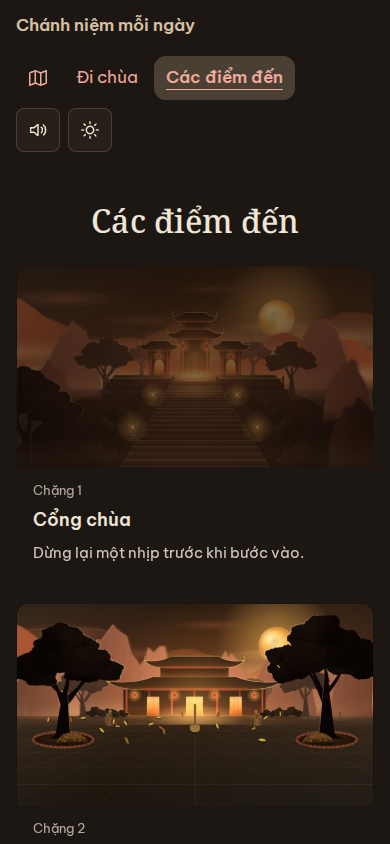 Chánh niệm mỗi ngày
Đi chùa
Các điểm đến
Các điểm đến
Chặng 1
Cổng chùa
Dừng lại một nhịp trước khi bước vào.
Chặng 2